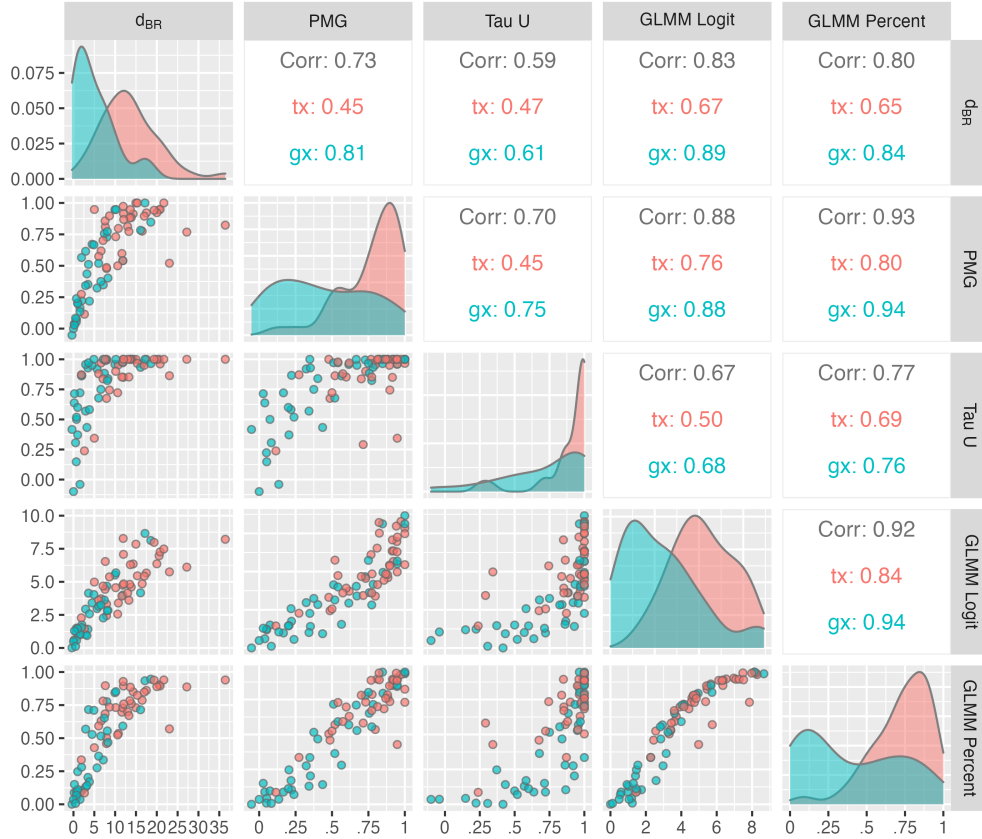 d_BR PMG Tau U GLMM Logit GLMM Percent
0.075
0.050
0.025
0.000
Corr: 0.73 Corr: 0.59 Corr: 0.83 Corr: 0.80
tx: 0.45 tx: 0.47 tx: 0.67 tx: 0.65
gx: 0.81 gx: 0.61 gx: 0.89 gx: 0.84
d_BR
1.00
0.75
0.50
0.25
0.00
Corr: 0.70 Corr: 0.88 Corr: 0.93
tx: 0.45 tx: 0.76 tx: 0.80
gx: 0.75 gx: 0.88 gx: 0.94
PMG
1.00
0.75
0.50
0.25
0.00
Corr: 0.67 Corr: 0.77
tx: 0.50 tx: 0.69
gx: 0.68 gx: 0.76
Tau U
10.0
7.5
5.0
2.5
0.0
Corr: 0.92
tx: 0.84
gx: 0.94
GLMM Logit
1.00
0.75
0.50
0.25
0.00
GLMM Percent
0 5 10 15 20 25 30 35 0 .25 .5 .75 1 0 .25 .5 .75 1 0 2 4 6 8 0 .25 .5 .75 1